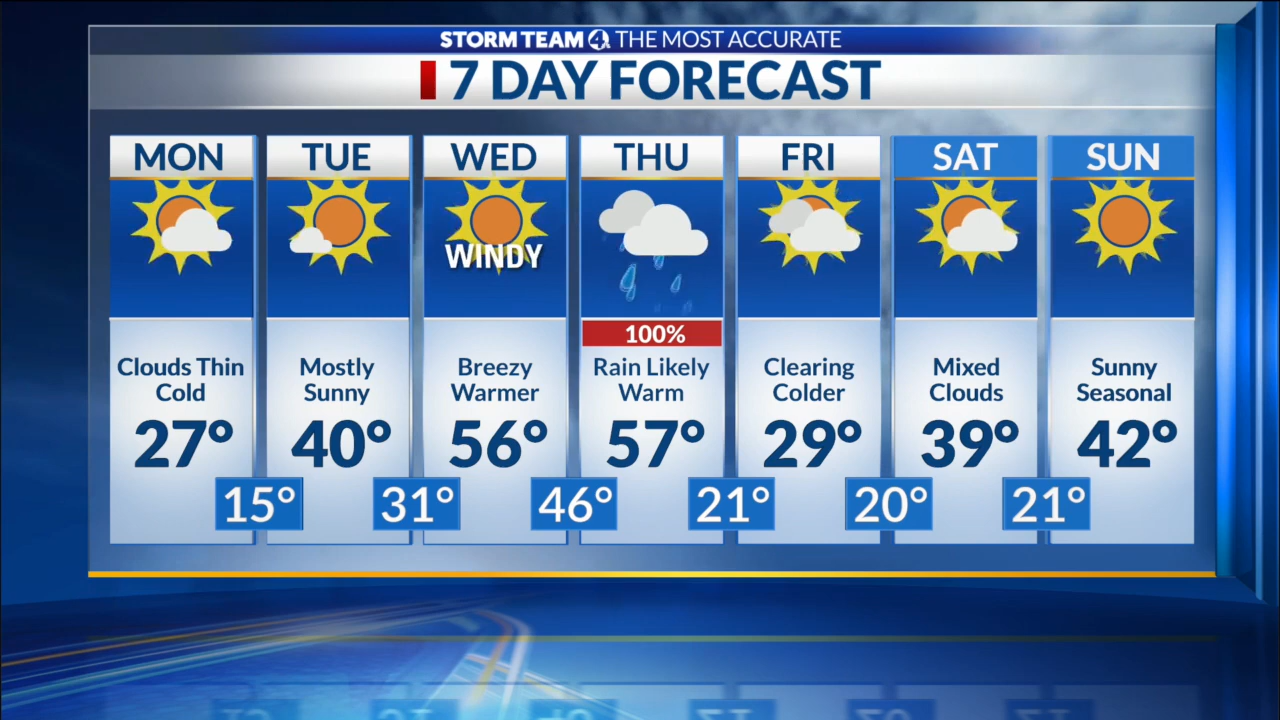 STORM TEAM 4 THE MOST ACCURATE
7 DAY FORECAST
MON TUE WED THU FRI SAT SUN
WINDY
100%
Clouds Thin
Cold
27°
Mostly
Sunny
40°
Breezy
Warmer
56°
Rain Likely
Warm
57°
Clearing
Colder
29°
Mixed
Clouds
39°
Sunny
Seasonal
42°
15° 31° 46° 21° 20° 21°